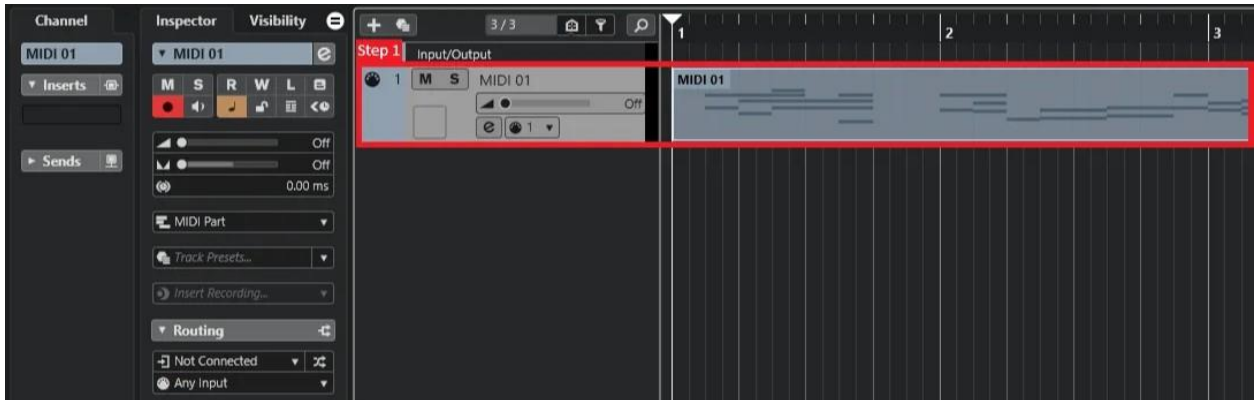 Channel
MIDI 01
Inserts
Sends
Inspector Visibility
MIDI 01
M S R W L
Off
Off
0.00 ms
MIDI Part
Track Presets...
Insert Recording...
Routing
Not Connected
Any Input
3/3
Step 1 Input/Output
1 M S MIDI 01
Off
1
1 2 3
MIDI 01